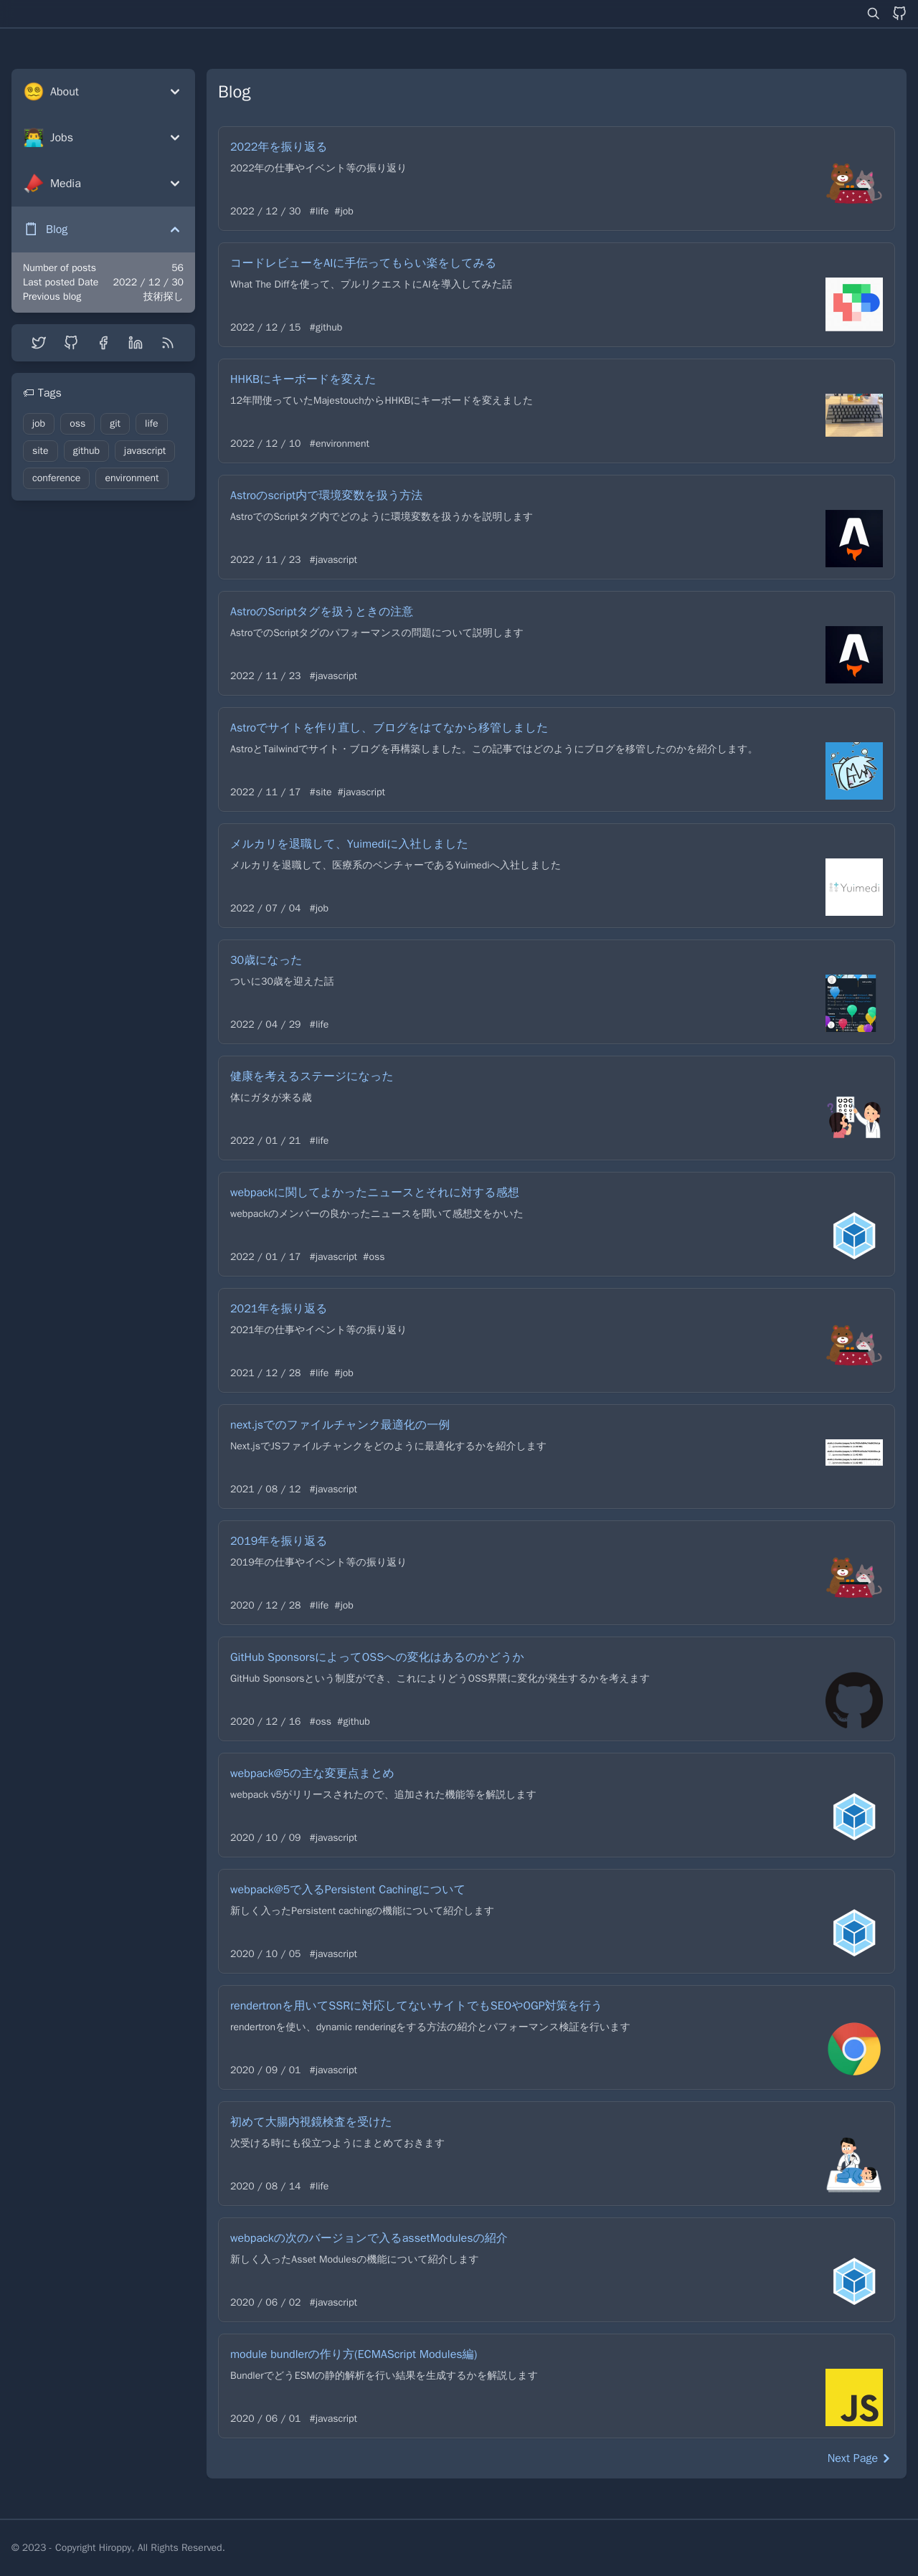 About
Jobs
Media
Blog
Number of posts 56
Last posted Date 2022 / 12 / 30
Previous blog 技術探し
Tags
job oss git life
site github javascript
conference environment
Blog
2022年を振り返る
2022年の仕事やイベント等の振り返り
2022 / 12 / 30 #life #job
コードレビューをAIに手伝ってもらい楽をしてみる
What The Diffを使って、プルリクエストにAIを導入してみた話
2022 / 12 / 15 #github
HHKBにキーボードを変えた
12年間使っていたMajestouchからHHKBにキーボードを変えました
2022 / 12 / 10 #environment
Astroのscript内で環境変数を扱う方法
AstroでのScriptタグ内でどのように環境変数を扱うかを説明します
2022 / 11 / 23 #javascript
AstroのScriptタグを扱うときの注意
AstroでのScriptタグのパフォーマンスの問題について説明します
2022 / 11 / 23 #javascript
Astroでサイトを作り直し、ブログをはてなから移管しました
AstroとTailwindでサイト・ブログを再構築しました。この記事ではどのようにブログを移管したのかを紹介します。
2022 / 11 / 17 #site #javascript
メルカリを退職して、Yuimediに入社しました
メルカリを退職して、医療系のベンチャーであるYuimediへ入社しました
2022 / 07 / 04 #job
Yuimedi
30歳になった
ついに30歳を迎えた話
2022 / 04 / 29 #life
健康を考えるステージになった
体にガタが来る歳
2022 / 01 / 21 #life
webpackに関してよかったニュースとそれに対する感想
webpackのメンバーの良かったニュースを聞いて感想文をかいた
2022 / 01 / 17 #javascript #oss
2021年を振り返る
2021年の仕事やイベント等の振り返り
2021 / 12 / 28 #life #job
next.jsでのファイルチャンク最適化の一例
Next.jsでJSファイルチャンクをどのように最適化するかを紹介します
2021 / 08 / 12 #javascript
2019年を振り返る
2019年の仕事やイベント等の振り返り
2020 / 12 / 28 #life #job
GitHub SponsorsによってOSSへの変化はあるのかどうか
GitHub Sponsorsという制度ができ、これによりどうOSS界隈に変化が発生するかを考えます
2020 / 12 / 16 #oss #github
webpack@5の主な変更点まとめ
webpack v5がリリースされたので、追加された機能等を解説します
2020 / 10 / 09 #javascript
webpack@5で入るPersistent Cachingについて
新しく入ったPersistent cachingの機能について紹介します
2020 / 10 / 05 #javascript
rendertronを用いてSSRに対応してないサイトでもSEOやOGP対策を行う
rendertronを使い、dynamic renderingをする方法の紹介とパフォーマンス検証を行います
2020 / 09 / 01 #javascript
初めて大腸内視鏡検査を受けた
次受ける時にも役立つようにまとめておきます
2020 / 08 / 14 #life
webpackの次のバージョンで入るassetModulesの紹介
新しく入ったAsset Modulesの機能について紹介します
2020 / 06 / 02 #javascript
module bundlerの作り方(ECMAScript Modules編)
BundlerでどうESMの静的解析を行い結果を生成するかを解説します
2020 / 06 / 01 #javascript
JS
Next Page
© 2023 - Copyright Hiroppy, All Rights Reserved.